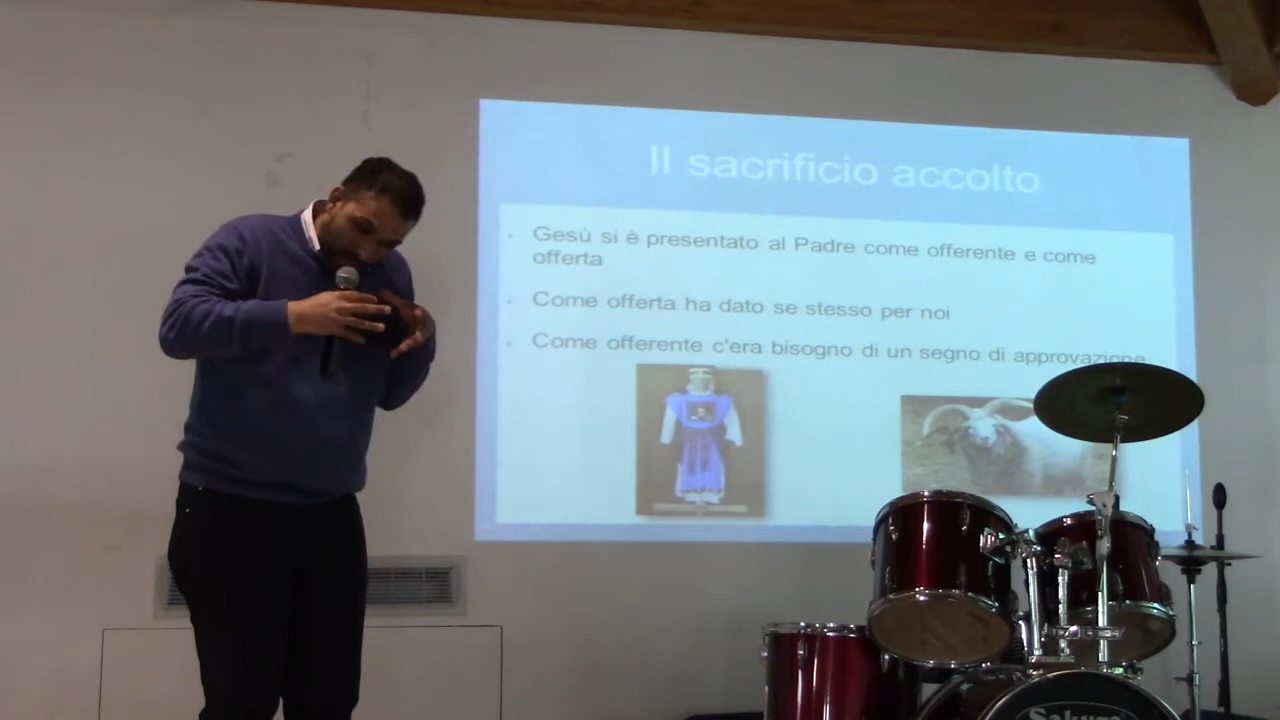 Il sacrificio accolto
Gesù si è presentato al Padre come offerente e come
offerta
Come offerta ha dato se stesso per noi
Come offerente c'era bisogno di un segno di approvazione